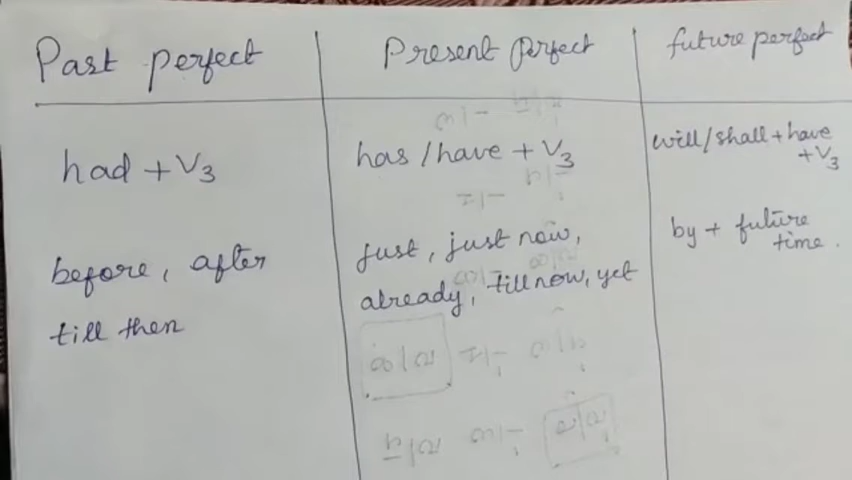 Past perfect
had + V3
before, after
till then
Present perfect
has/have + V3
just, just now,
already, till now, yet
future perfect
will/shall + have
+ V3
by + future
time.